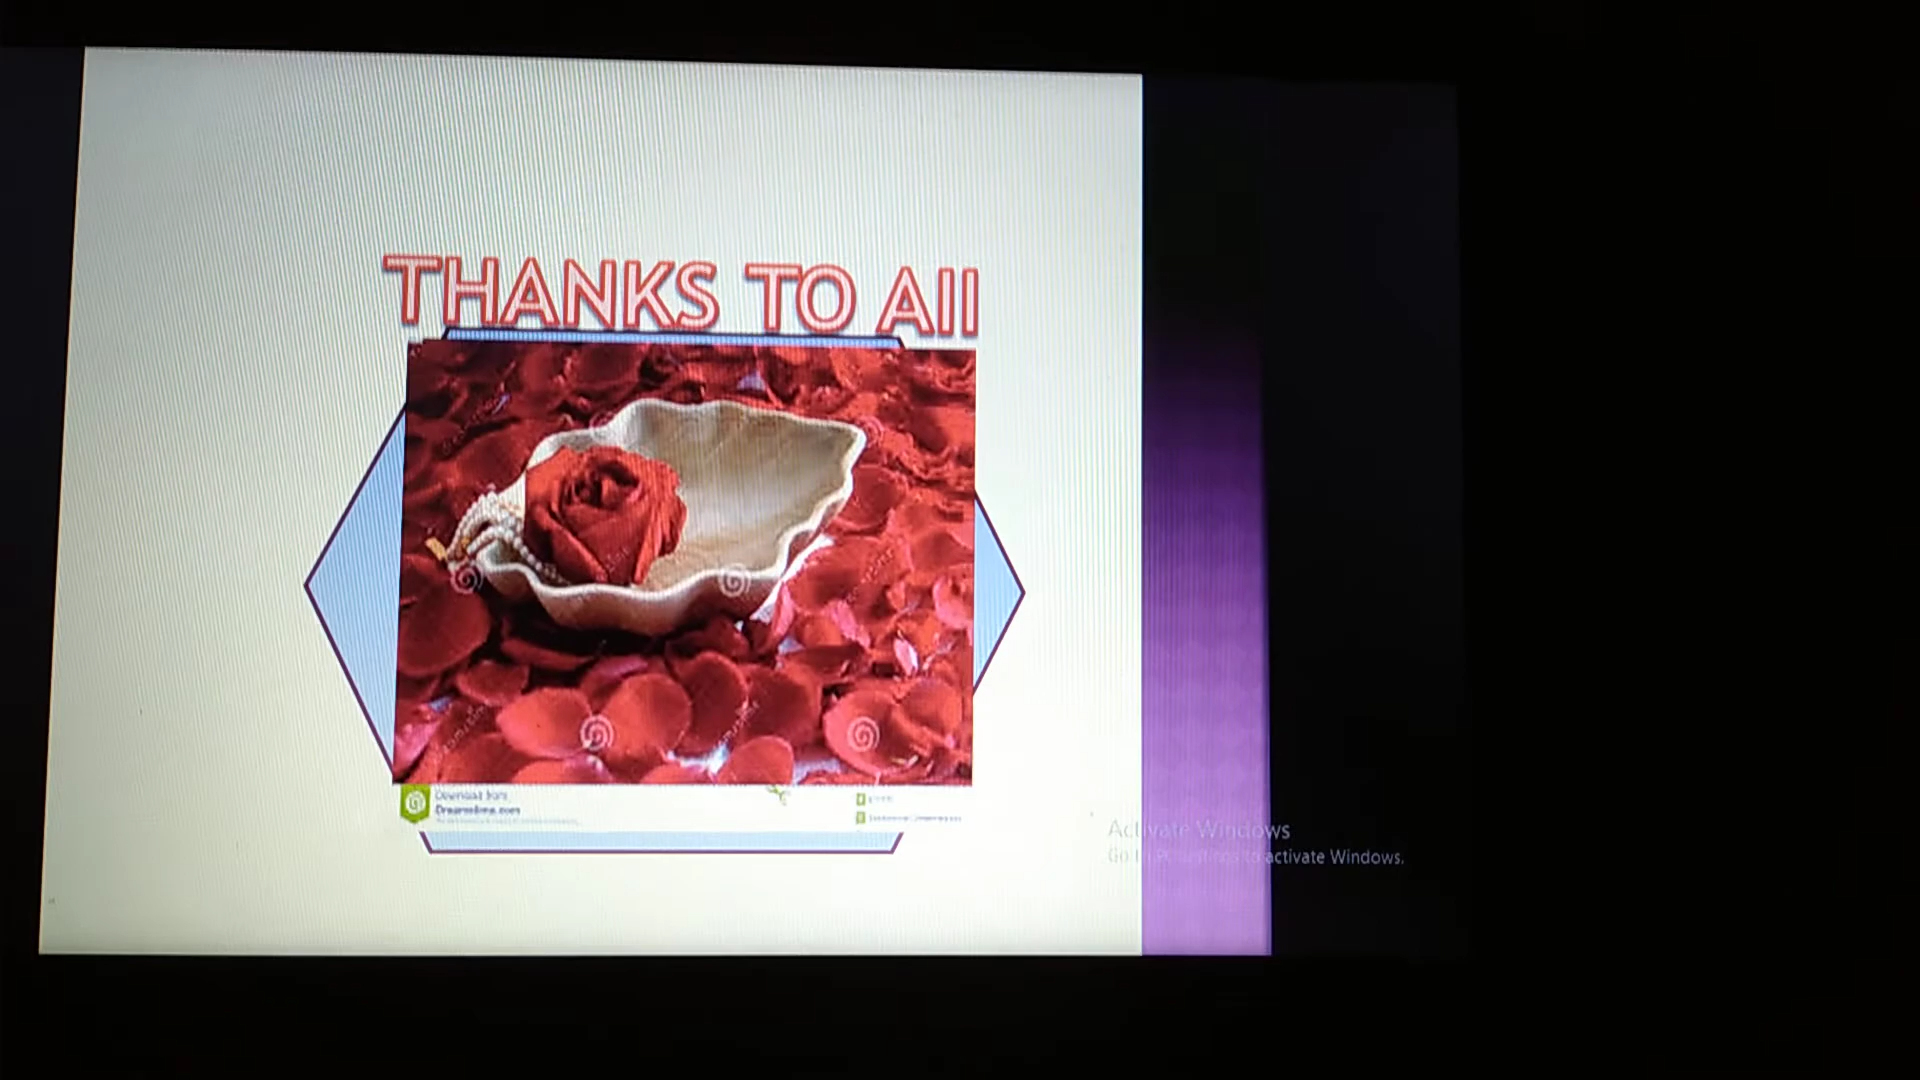 THANKS TO All
Download from
Dreamstime.com
Activate Windows
Go to PC settings to activate Windows.